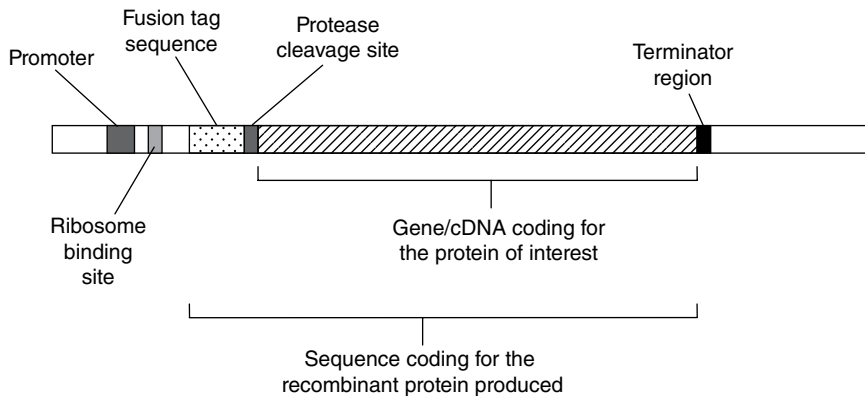 Fusion tag
sequence
Protease
cleavage site
Promoter
Terminator
region
Ribosome
binding
site
Gene/cDNA coding for
the protein of interest
Sequence coding for the
recombinant protein produced